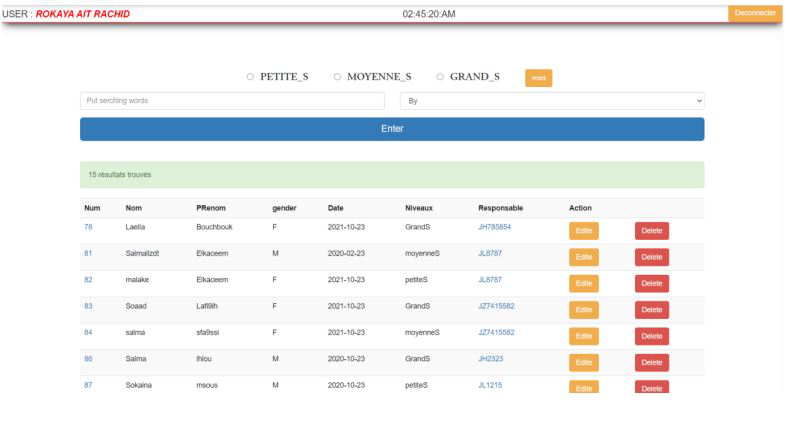 USER : ROKAYA AIT RACHID 02:45:20:AM Deconnecter
PETITE_S MOYENNE_S GRAND_S reset
Put serching words By
Enter
15 résultats trouvés
Num Nom PRenom gender Date Niveaux Responsable Action
78 Laeila Bouchbouk F 2021-10-23 GrandS JH785854 Edite Delete
81 Salmalizdt Elkaceem M 2020-02-23 moyenneS JL8787 Edite Delete
82 malake Elkaceem F 2021-10-23 petiteS JL8787 Edite Delete
83 Soaad Lafi9ih F 2021-10-23 GrandS JZ7415582 Edite Delete
84 salma sfa9ssi F 2021-10-23 moyenneS JZ7415582 Edite Delete
86 Salma Ihlou M 2020-10-23 GrandS JH2323 Edite Delete
87 Sokaina msous M 2020-10-23 petiteS JL1215 Edite Delete